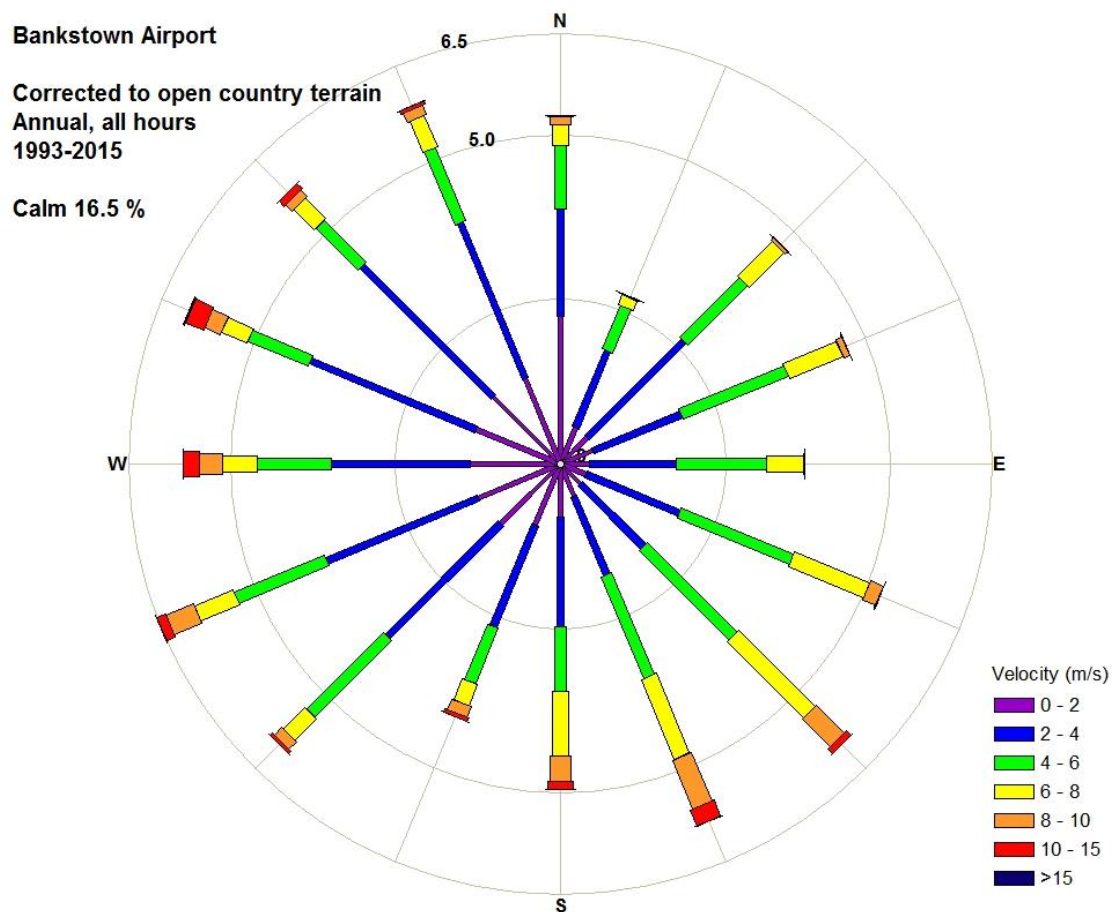 Bankstown Airport
Corrected to open country terrain
Annual, all hours
1993-2015
Calm 16.5 %
N
6.5
5.0
W
E
S
Velocity (m/s)
0 - 2
2 - 4
4 - 6
6 - 8
8 - 10
10 - 15
>15